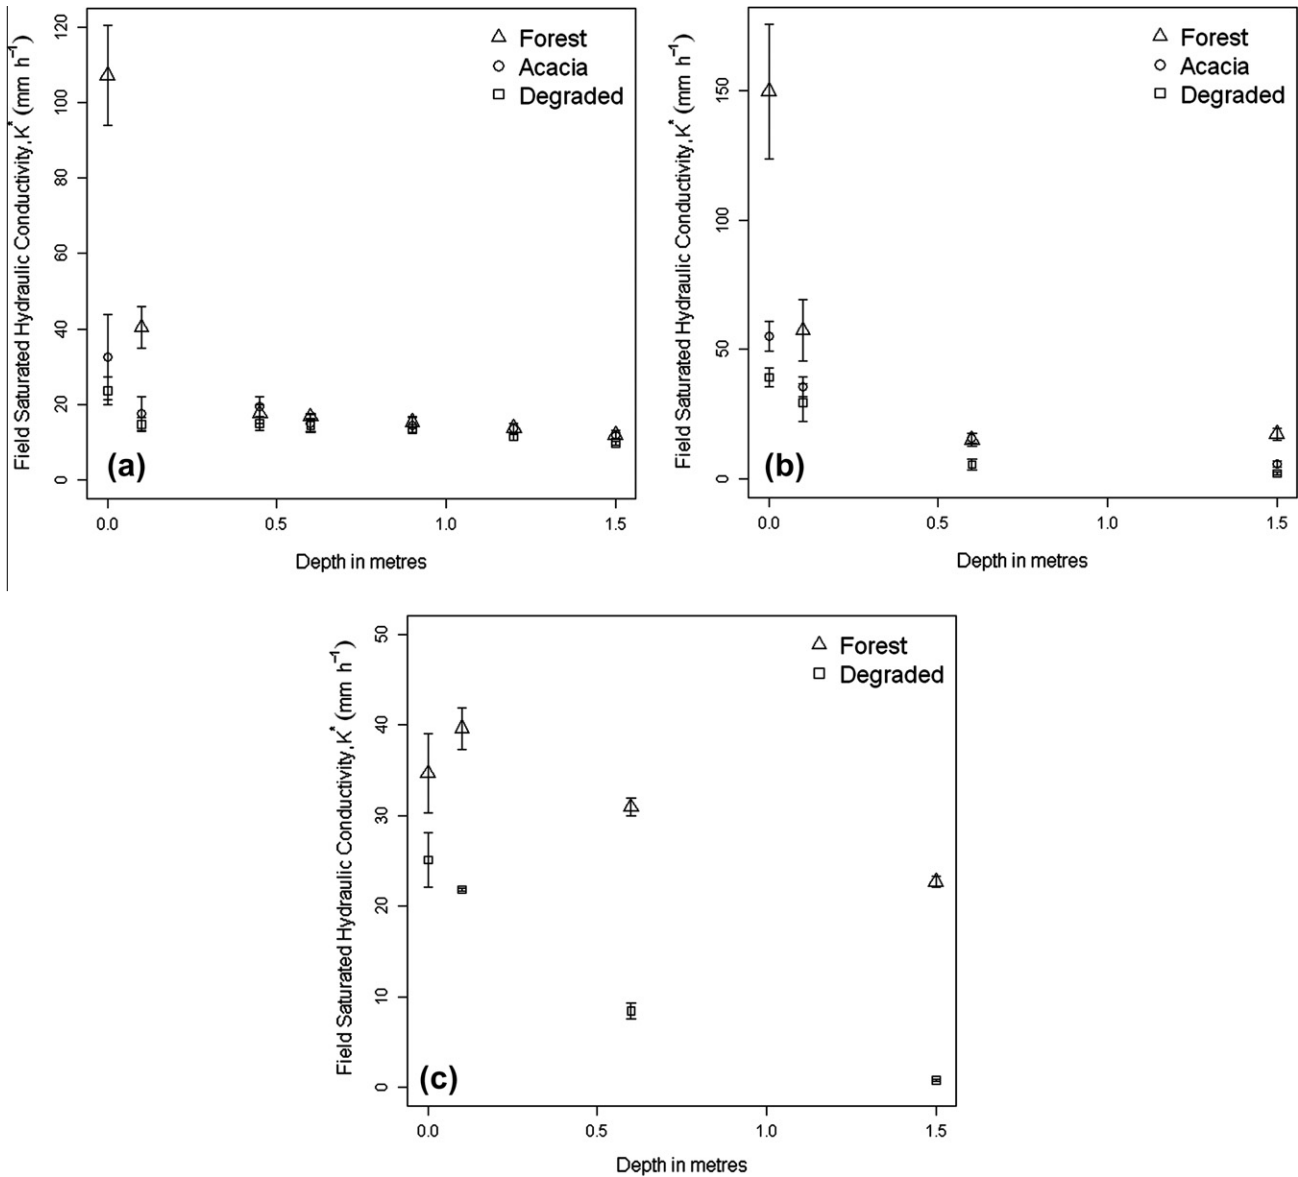 Field Saturated Hydraulic Conductivity,K* (mm h−1)
120
100
80
60
40
20
0
Forest
Acacia
Degraded
(a)
0.0 0.5 1.0 1.5
Depth in metres
Field Saturated Hydraulic Conductivity,K* (mm h−1)
150
100
50
0
Forest
Acacia
Degraded
(b)
0.0 0.5 1.0 1.5
Depth in metres
Field Saturated Hydraulic Conductivity,K* (mm h−1)
50
40
30
20
10
0
Forest
Degraded
(c)
0.0 0.5 1.0 1.5
Depth in metres